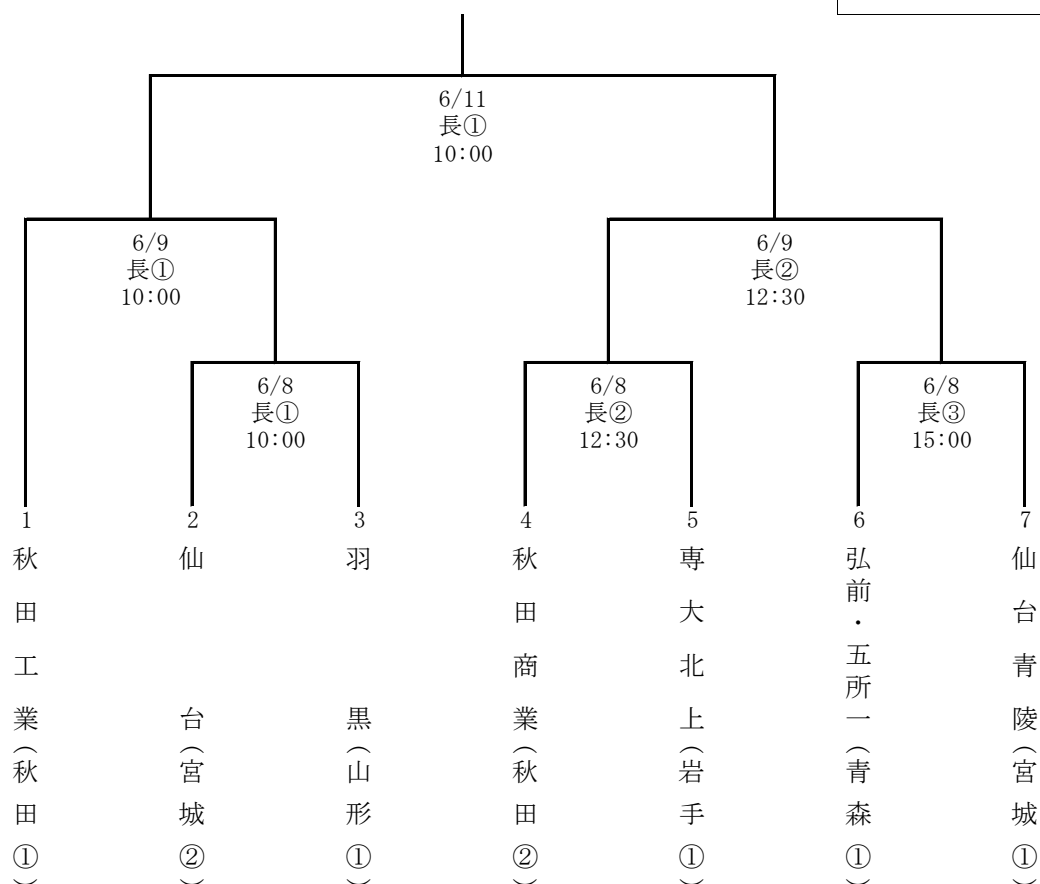 6/11
長①
10:00
6/9
長①
10:00
6/9
長②
12:30
6/8
長①
10:00
6/8
長②
12:30
6/8
長③
15:00
1
秋田工業(秋田①)
2
仙台(宮城②)
3
羽黒(山形①)
4
秋田商業(秋田②)
5
専大北上(岩手①)
6
弘前・五所一(青森①)
7
仙台青陵(宮城①)